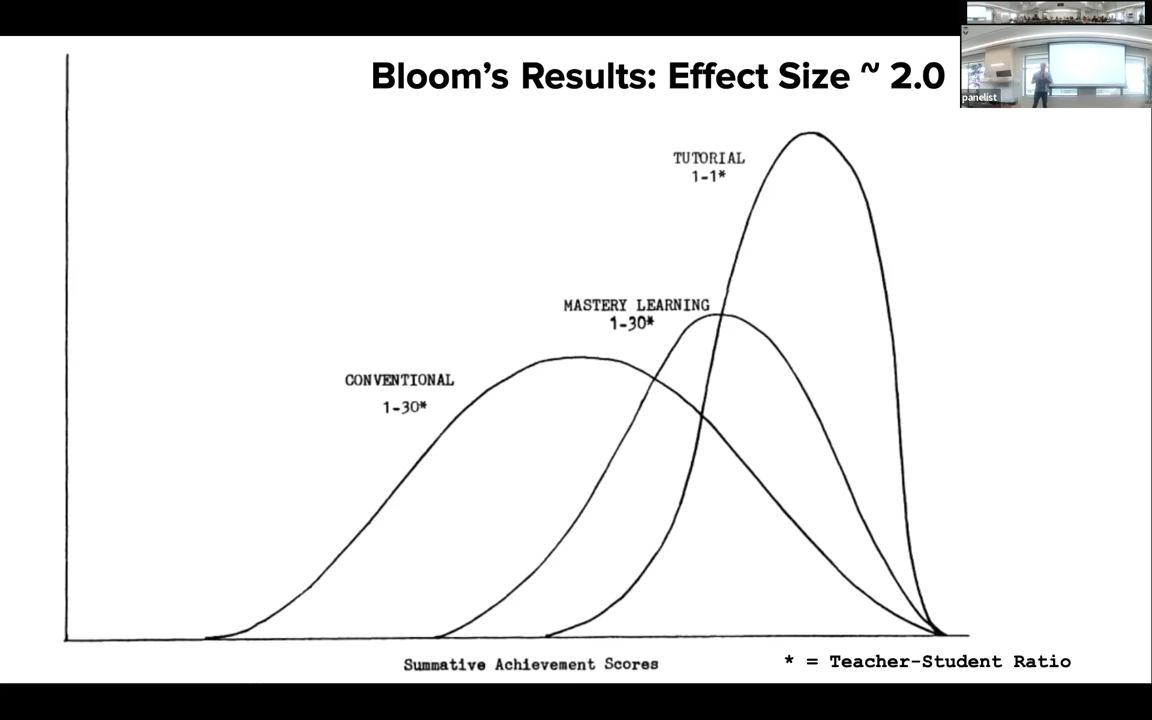 Bloom's Results: Effect Size ~ 2.0
panelist
TUTORIAL
1-1*
MASTERY LEARNING
1-30*
CONVENTIONAL
1-30*
Summative Achievement Scores
* = Teacher-Student Ratio